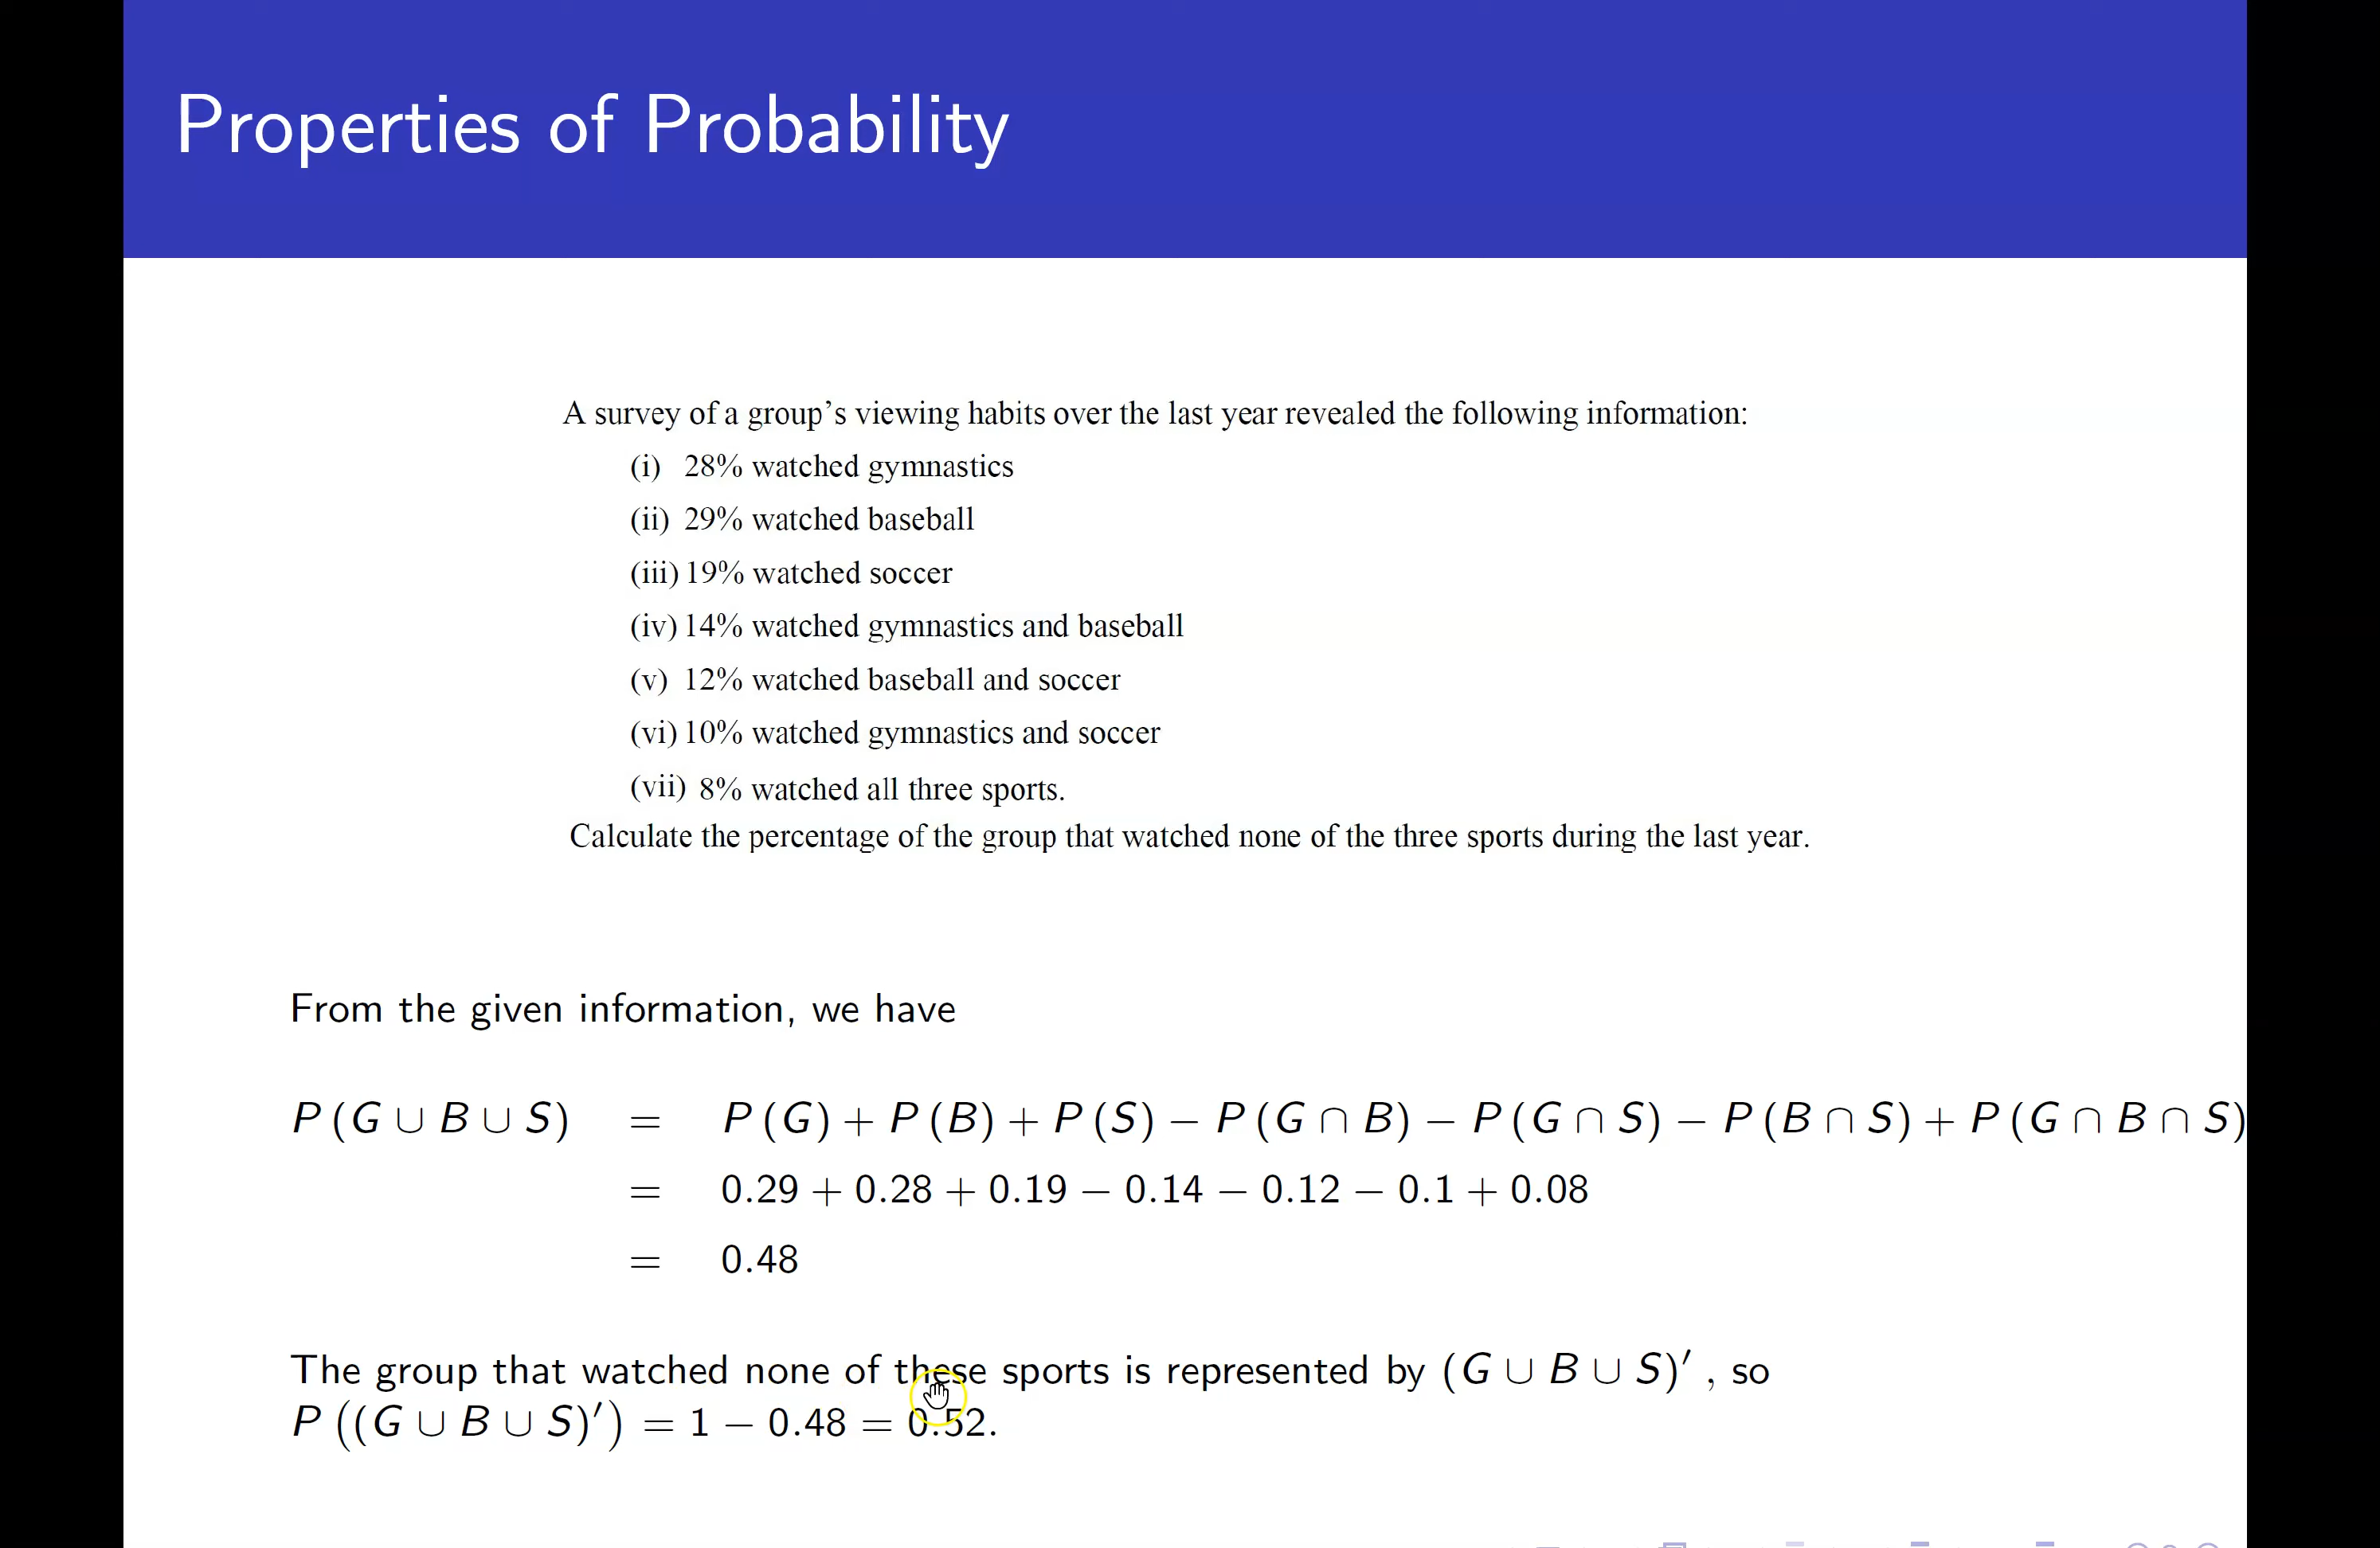 Properties of Probability
A survey of a group's viewing habits over the last year revealed the following information:
(i) 28% watched gymnastics
(ii) 29% watched baseball
(iii) 19% watched soccer
(iv) 14% watched gymnastics and baseball
(v) 12% watched baseball and soccer
(vi) 10% watched gymnastics and soccer
(vii) 8% watched all three sports.
Calculate the percentage of the group that watched none of the three sports during the last year.
From the given information, we have
P (G ∪ B ∪ S) = P (G) + P (B) + P (S) − P (G ∩ B) − P (G ∩ S) − P (B ∩ S) + P (G ∩ B ∩ S)
= 0.29 + 0.28 + 0.19 − 0.14 − 0.12 − 0.1 + 0.08
= 0.48
The group that watched none of these sports is represented by (G ∪ B ∪ S)′ , so
P ((G ∪ B ∪ S)′) = 1 − 0.48 = 0.52.